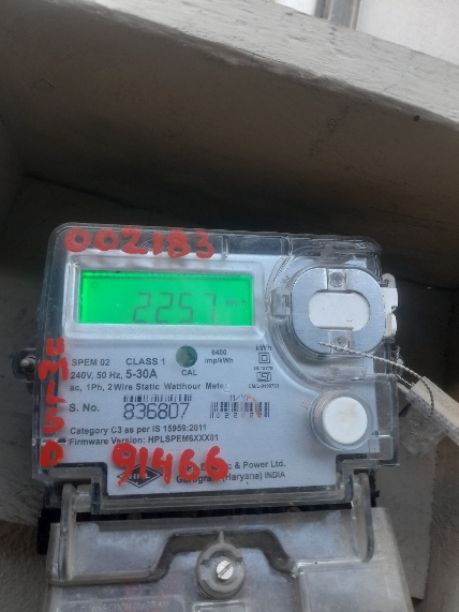 002183
2257
SPEM 02 CLASS 1
CAL
6400
imp/kWh
kWh
240V, 50 Hz, 5-30A
ac, 1Ph, 2 Wire Static Watthour Meter
S. No. 836807
Category C3 as per IS 15959:2011
Firmware Version: HPLSPEM6XXX01
UMLSD
91466
HPL
& Power Ltd.
(Haryana) INDIA